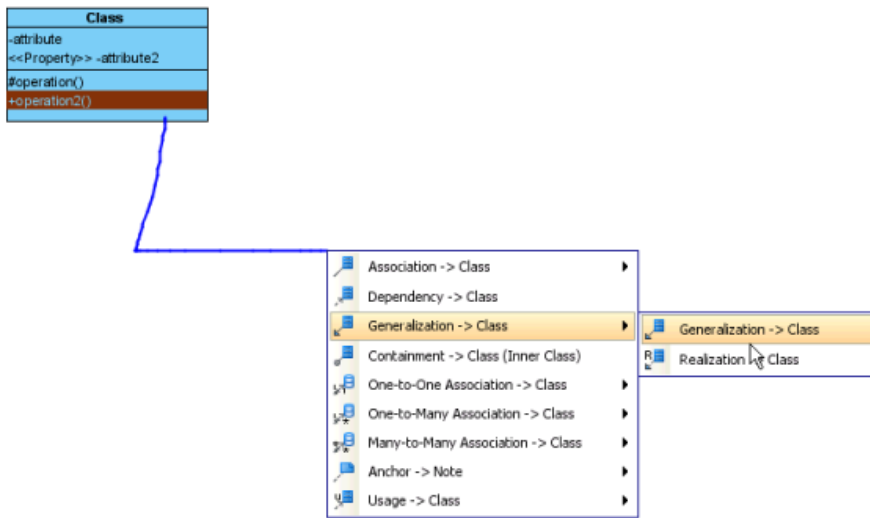 Class
-attribute
<<Property>> -attribute2
#operation()
+operation2()
Association -> Class
Dependency -> Class
Generalization -> Class
Generalization -> Class
Containment -> Class (Inner Class)
Realization -> Class
One-to-One Association -> Class
One-to-Many Association -> Class
Many-to-Many Association -> Class
Anchor -> Note
Usage -> Class